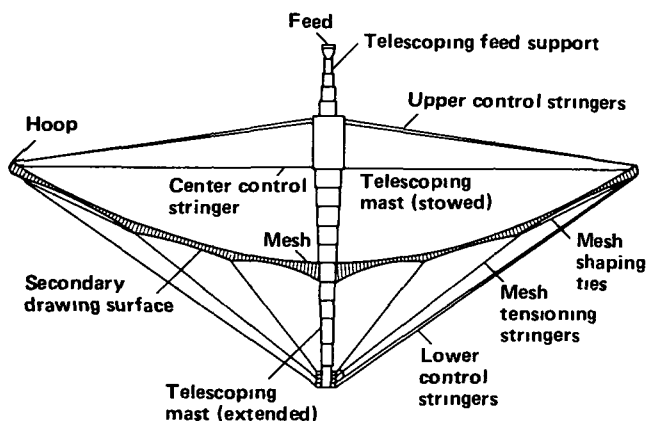 Feed
Telescoping feed support
Upper control stringers
Hoop
Center control
stringer
Telescoping
mast (stowed)
Mesh
Mesh
shaping
ties
Secondary
drawing surface
Mesh
tensioning
stringers
Lower
control
stringers
Telescoping
mast (extended)